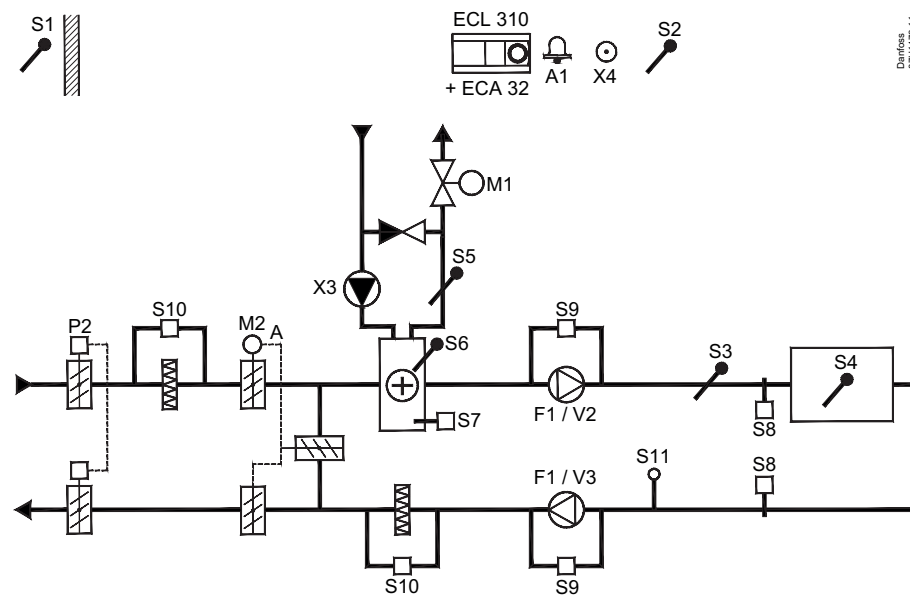 S1
ECL 310
+ ECA 32
A1
X4
S2
Danfoss
M1
S5
X3
S10
P2
M2
A
S6
S9
S3
S4
S7
F1 / V2
S8
S11
F1 / V3
S8
S10
S9